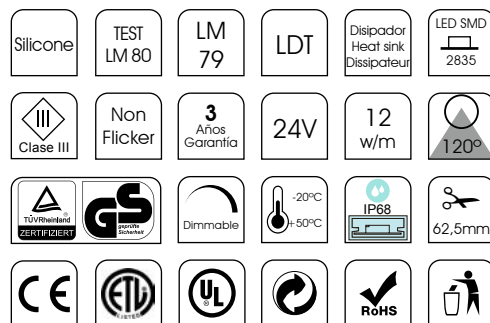 Silicone
TEST
LM 80
LM
79
LDT
Disipador
Heat sink
Dissipateur
LED SMD
2835
III
Clase III
Non
Flicker
3
Años
Garantía
24V
12
w/m
120º
TÜVRheinland
ZERTIFIZIERT
GS
geprüfte
Sicherheit
Dimmable
-20ºC
+50ºC
IP68
62,5mm
CE
ETL
LISTED
UL
RoHS